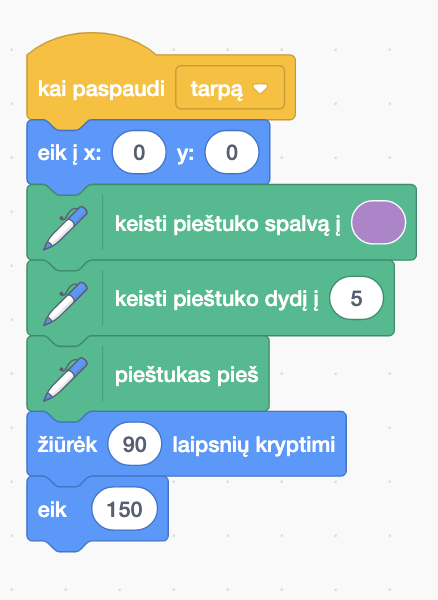 kai paspaudi tarpą
eik į x: 0 y: 0
keisti pieštuko spalvą į
keisti pieštuko dydį į 5
pieštukas pieš
žiūrėk 90 laipsnių kryptimi
eik 150